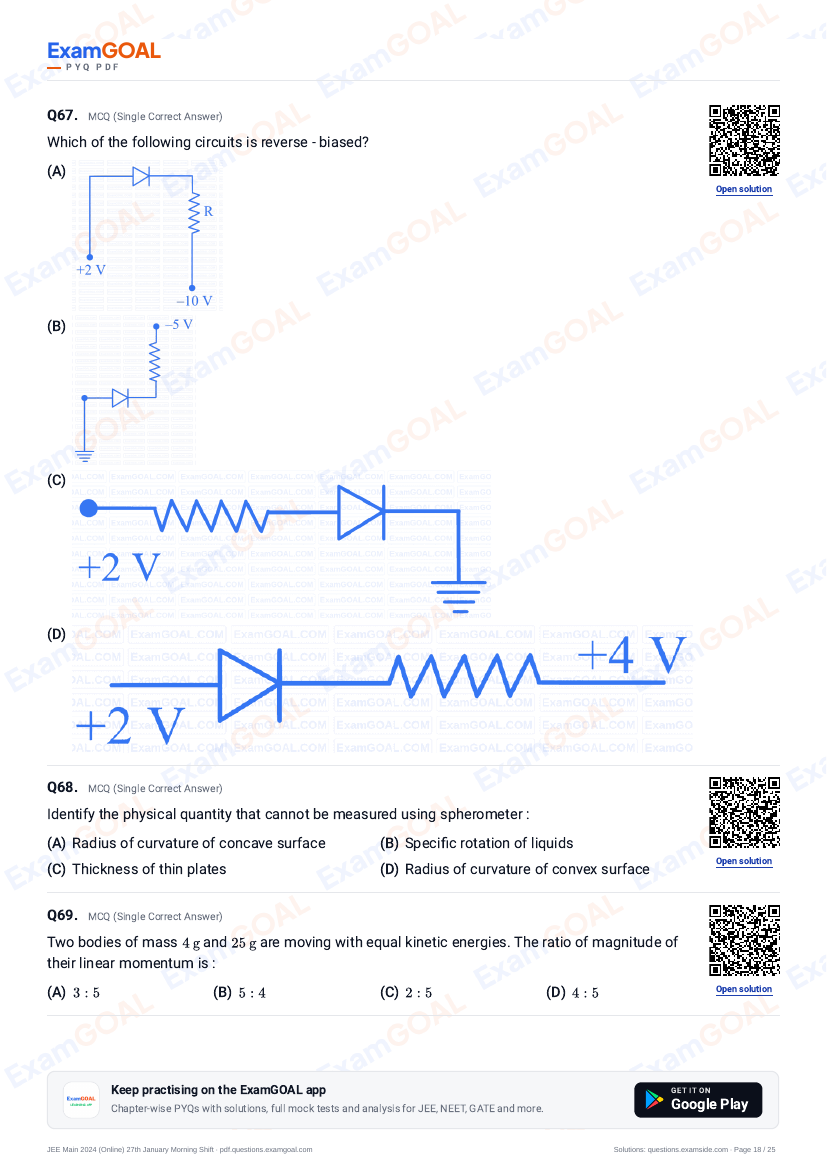 ExamGOAL
PYQ PDF
Q67. MCQ (Single Correct Answer)
Which of the following circuits is reverse - biased?
Open solution
(A)
R
+2 V
−10 V
(B)
−5 V
(C)
+2 V
(D)
+4 V
+2 V
Q68. MCQ (Single Correct Answer)
Identify the physical quantity that cannot be measured using spherometer :
(A) Radius of curvature of concave surface (B) Specific rotation of liquids
(C) Thickness of thin plates (D) Radius of curvature of convex surface
Open solution
Q69. MCQ (Single Correct Answer)
Two bodies of mass 4 g and 25 g are moving with equal kinetic energies. The ratio of magnitude of
their linear momentum is :
(A) 3 : 5 (B) 5 : 4 (C) 2 : 5 (D) 4 : 5
Open solution
Keep practising on the ExamGOAL app
Chapter-wise PYQs with solutions, full mock tests and analysis for JEE, NEET, GATE and more.
GET IT ON
Google Play
JEE Main 2024 (Online) 27th January Morning Shift · pdf.questions.examgoal.com Solutions: questions.examside.com · Page 18 / 25